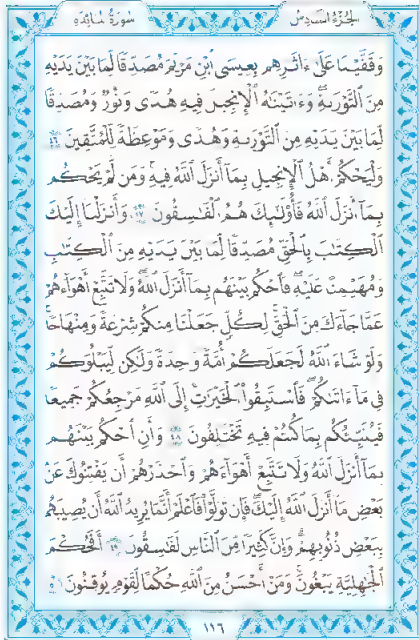 الجزء السادس
سورة مائدة
وَقَفَّيْنَا عَلَىٰٓ ءَاثَٰرِهِم بِعِيسَى ٱبْنِ مَرْيَمَ مُصَدِّقًا لِّمَا بَيْنَ يَدَيْهِ
مِنَ ٱلتَّوْرَىٰةِ وَءَاتَيْنَٰهُ ٱلْإِنجِيلَ فِيهِ هُدًى وَنُورٌ وَمُصَدِّقًا
لِّمَا بَيْنَ يَدَيْهِ مِنَ ٱلتَّوْرَىٰةِ وَهُدًى وَمَوْعِظَةً لِّلْمُتَّقِينَ ٤٦
وَلْيَحْكُمْ أَهْلُ ٱلْإِنجِيلِ بِمَآ أَنزَلَ ٱللَّهُ فِيهِ وَمَن لَّمْ يَحْكُم
بِمَآ أَنزَلَ ٱللَّهُ فَأُو۟لَٰٓئِكَ هُمُ ٱلْفَٰسِقُونَ ٤٧ وَأَنزَلْنَآ إِلَيْكَ
ٱلْكِتَٰبَ بِٱلْحَقِّ مُصَدِّقًا لِّمَا بَيْنَ يَدَيْهِ مِنَ ٱلْكِتَٰبِ
وَمُهَيْمِنًا عَلَيْهِ فَٱحْكُم بَيْنَهُم بِمَآ أَنزَلَ ٱللَّهُ وَلَا تَتَّبِعْ أَهْوَآءَهُمْ
عَمَّا جَآءَكَ مِنَ ٱلْحَقِّ لِكُلٍّ جَعَلْنَا مِنكُمْ شِرْعَةً وَمِنْهَاجًا
وَلَوْ شَآءَ ٱللَّهُ لَجَعَلَكُمْ أُمَّةً وَٰحِدَةً وَلَٰكِن لِّيَبْلُوَكُمْ
فِى مَآ ءَاتَىٰكُمْ فَٱسْتَبِقُوا۟ ٱلْخَيْرَٰتِ إِلَى ٱللَّهِ مَرْجِعُكُمْ جَمِيعًا
فَيُنَبِّئُكُم بِمَا كُنتُمْ فِيهِ تَخْتَلِفُونَ ٤٨ وَأَنِ ٱحْكُم بَيْنَهُم
بِمَآ أَنزَلَ ٱللَّهُ وَلَا تَتَّبِعْ أَهْوَآءَهُمْ وَٱحْذَرْهُمْ أَن يَفْتِنُوكَ عَنۢ
بَعْضِ مَآ أَنزَلَ ٱللَّهُ إِلَيْكَ فَإِن تَوَلَّوْا۟ فَٱعْلَمْ أَنَّمَا يُرِيدُ ٱللَّهُ أَن يُصِيبَهُم
بِبَعْضِ ذُنُوبِهِمْ وَإِنَّ كَثِيرًا مِّنَ ٱلنَّاسِ لَفَٰسِقُونَ ٤٩ أَفَحُكْمَ
ٱلْجَٰهِلِيَّةِ يَبْغُونَ وَمَنْ أَحْسَنُ مِنَ ٱللَّهِ حُكْمًا لِّقَوْمٍ يُوقِنُونَ ٥٠
١١٦